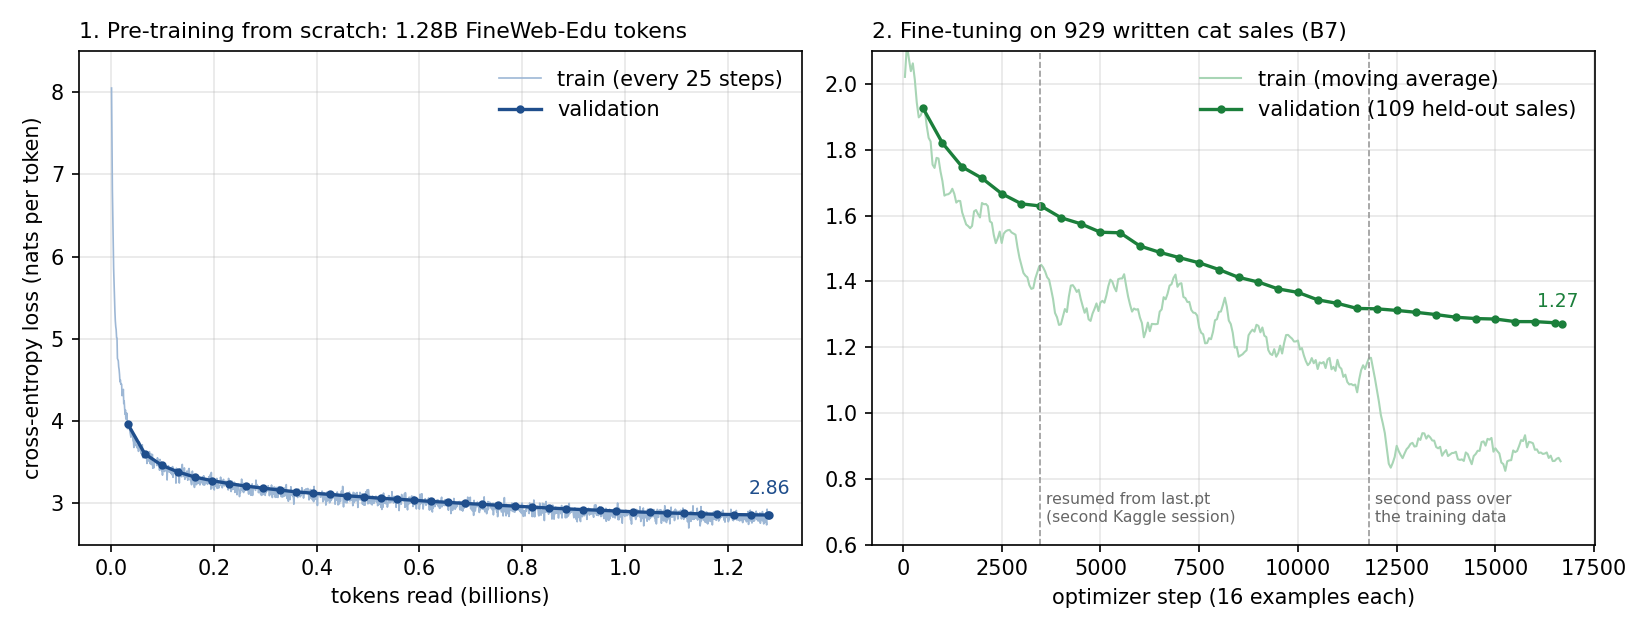 1. Pre-training from scratch: 1.28B FineWeb-Edu tokens
train (every 25 steps)
validation
2.86
8
7
6
5
4
3
cross-entropy loss (nats per token)
0.0 0.2 0.4 0.6 0.8 1.0 1.2
tokens read (billions)
2. Fine-tuning on 929 written cat sales (B7)
train (moving average)
validation (109 held-out sales)
1.27
2.0
1.8
1.6
1.4
1.2
1.0
0.8
0.6
resumed from last.pt
(second Kaggle session)
second pass over
the training data
0 2500 5000 7500 10000 12500 15000 17500
optimizer step (16 examples each)